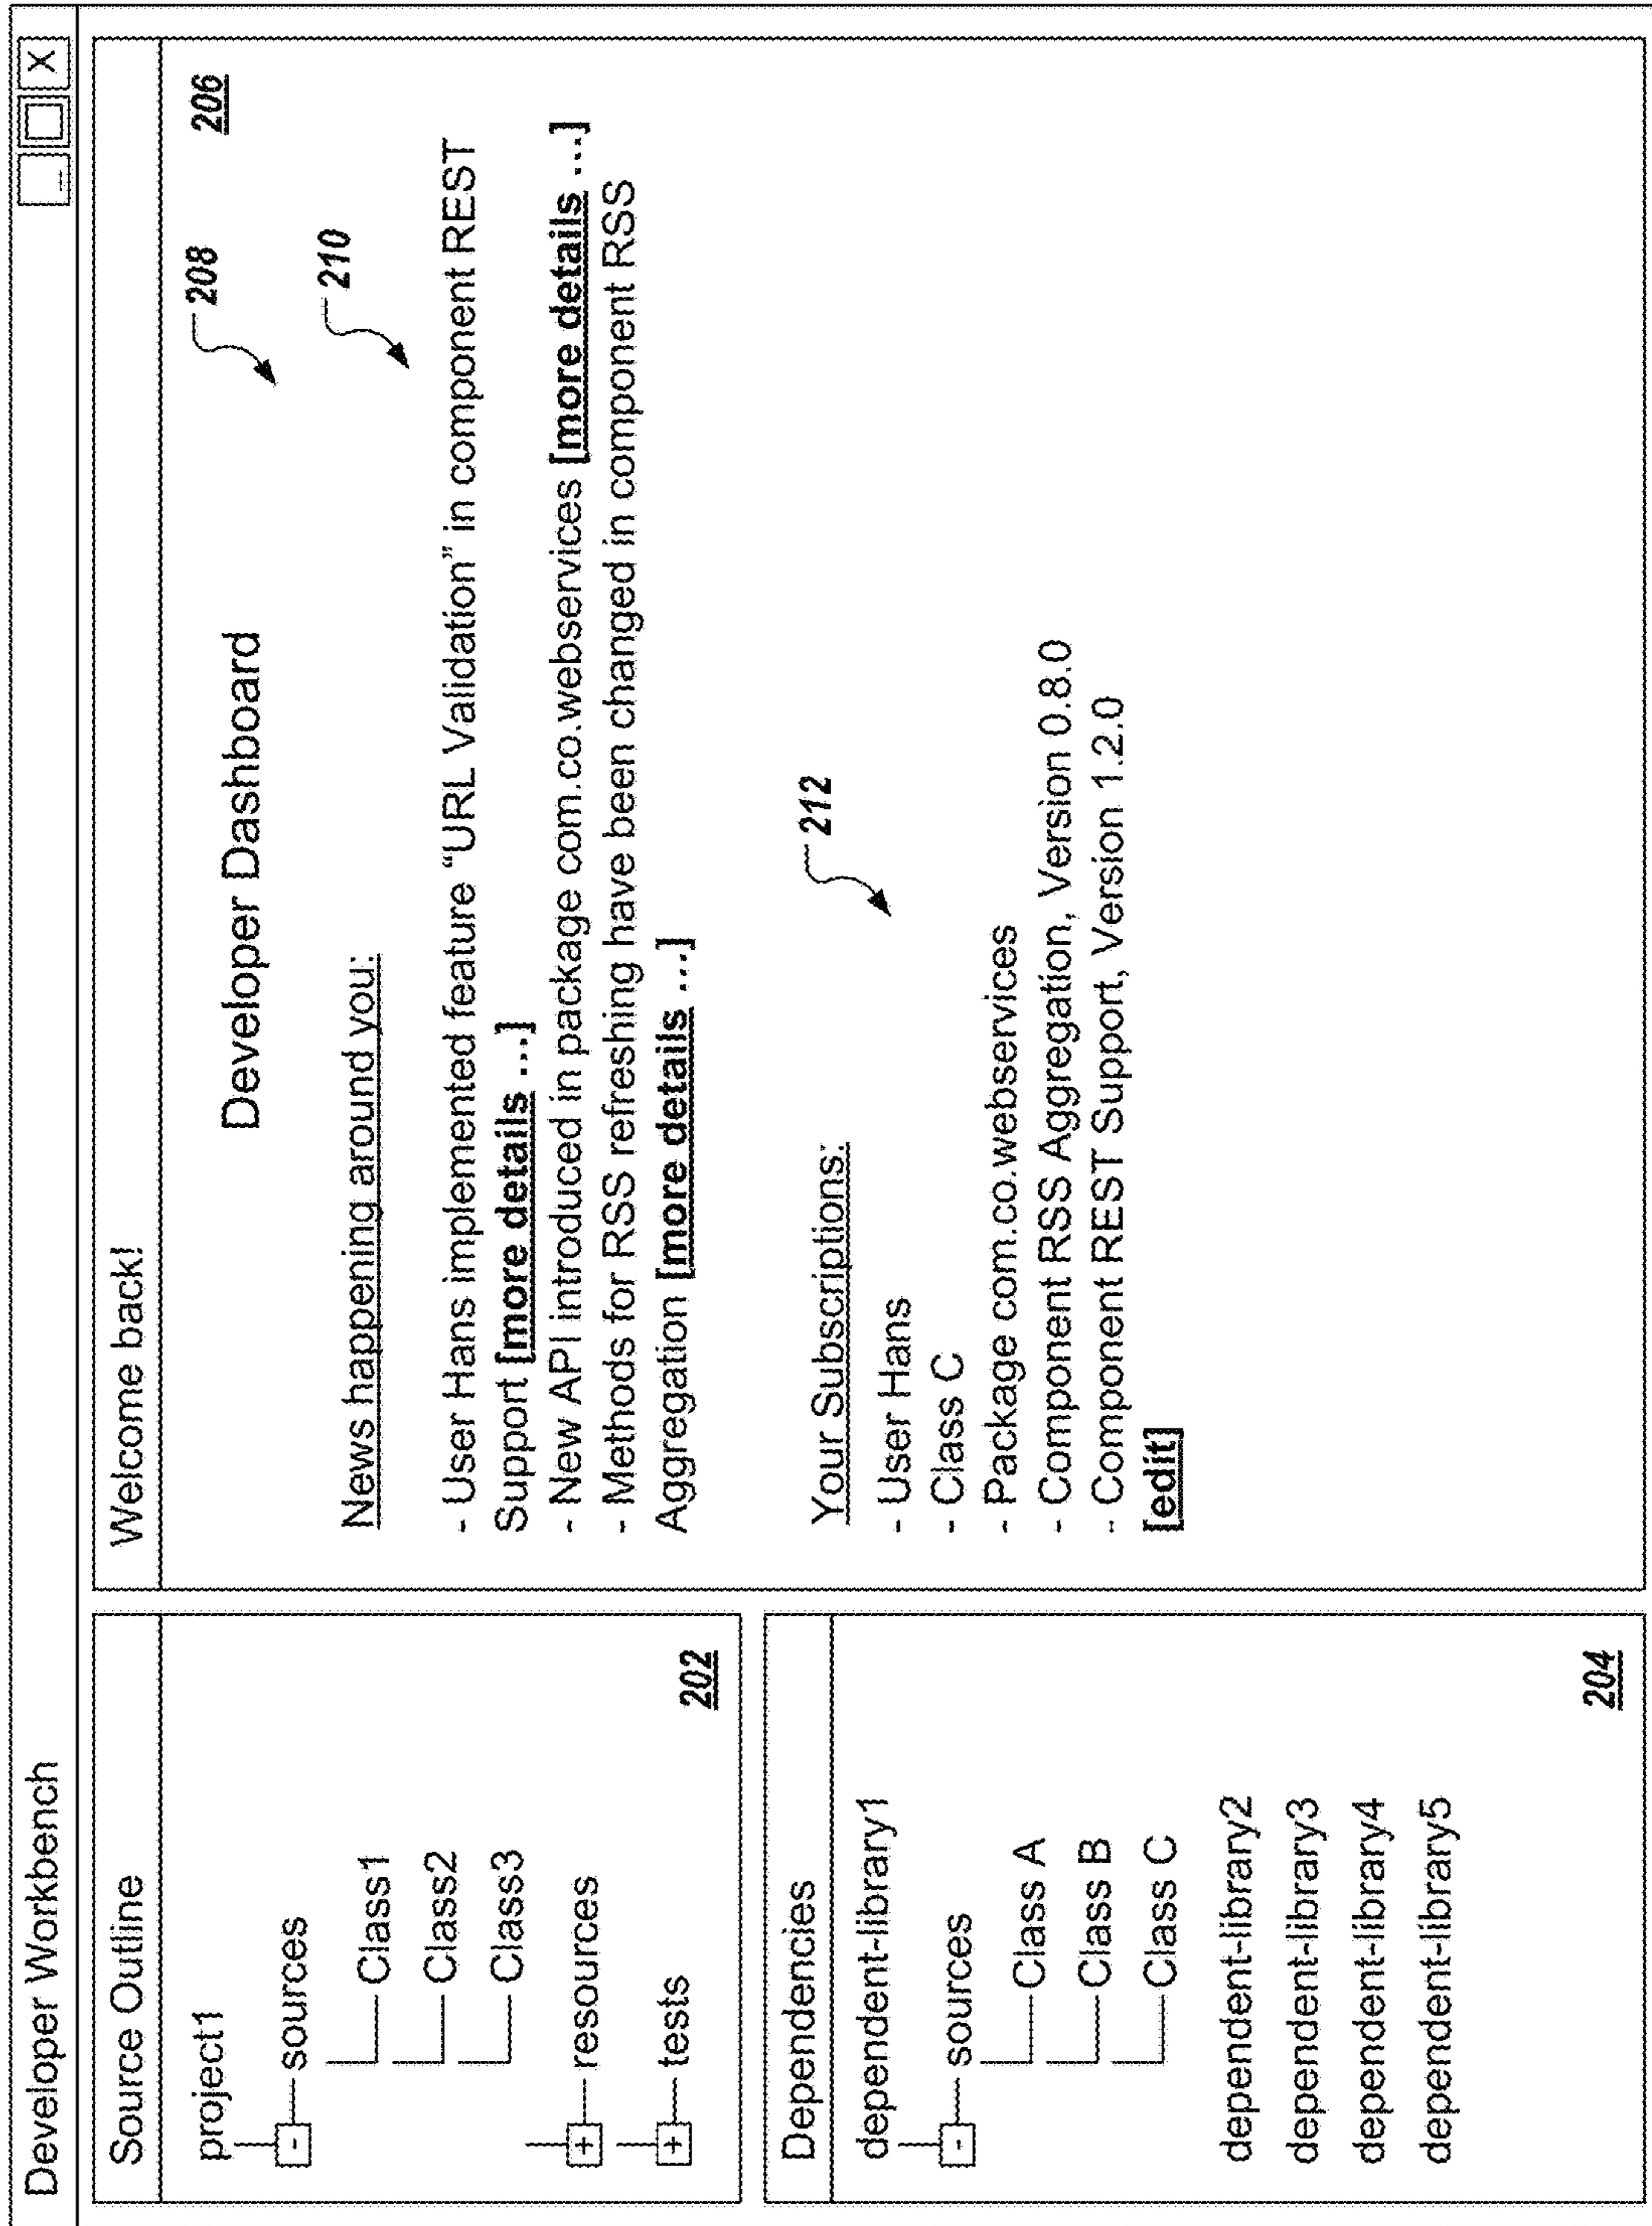 Developer Workbench
_ X
Source Outline
project1
- sources
Class1
Class2
Class3
+ resources
+ tests
202
Dependencies
dependent-library1
- sources
Class A
Class B
Class C
dependent-library2
dependent-library3
dependent-library4
dependent-library5
204
Welcome back!
206
208
Developer Dashboard
210
News happening around you:
- User Hans implemented feature “URL Validation” in component REST
Support [more details ...]
- New API introduced in package com.co.webservices [more details ...]
- Methods for RSS refreshing have been changed in component RSS
Aggregation [more details ...]
212
Your Subscriptions:
- User Hans
- Class C
- Package com.co.webservices
- Component RSS Aggregation, Version 0.8.0
- Component REST Support, Version 1.2.0
[edit]